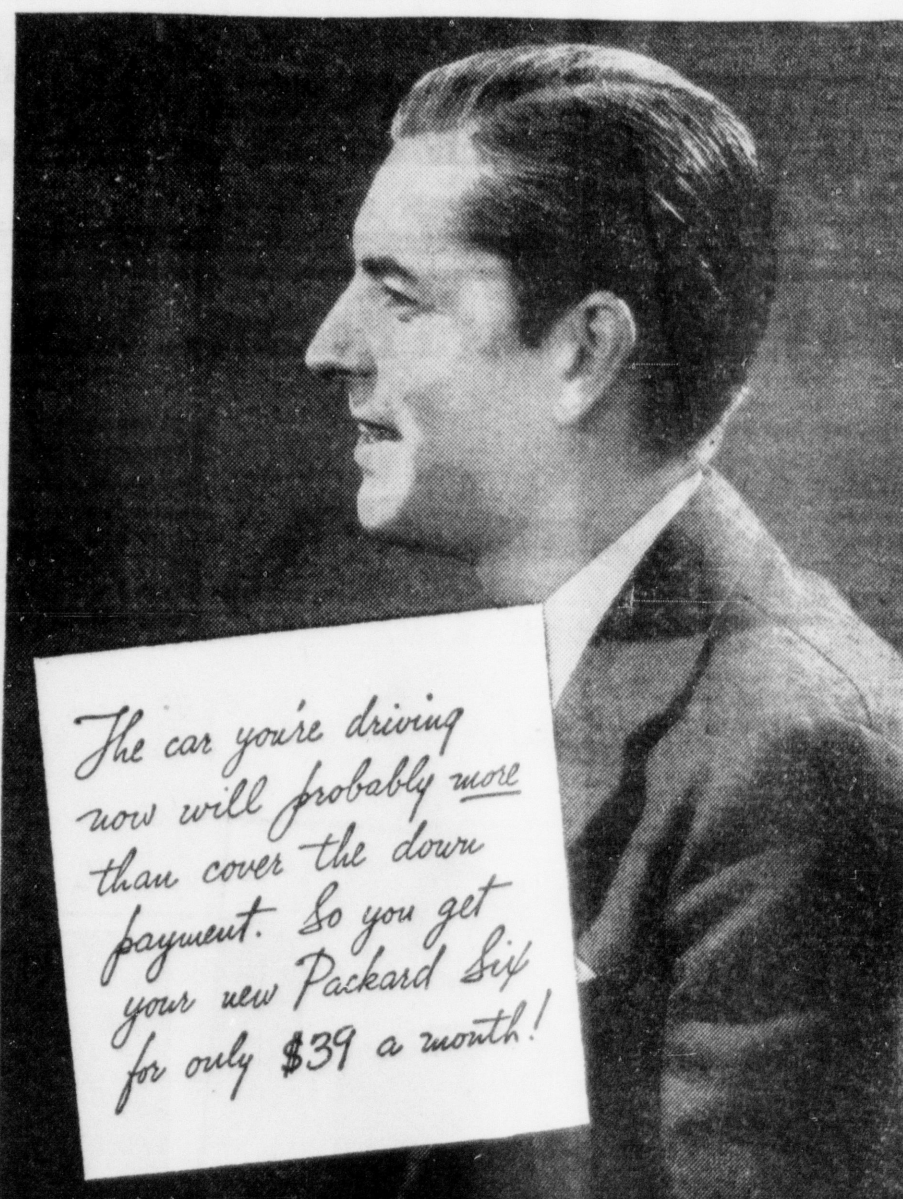 The car you're driving
now will probably more
than cover the down
payment. So you get
your new Packard Six
for only $39 a month!